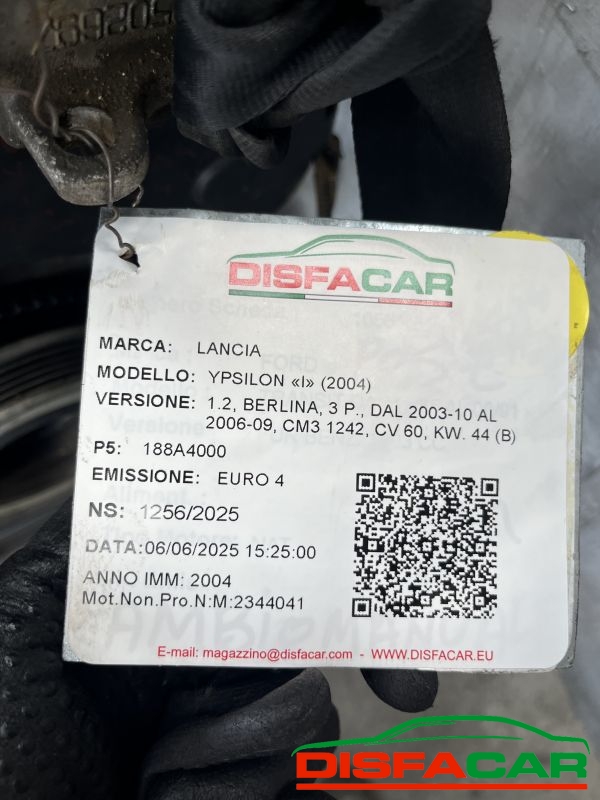 DISFACAR
MARCA: LANCIA
FORD
MODELLO: YPSILON «I» (2004)
VERSIONE: 1.2, BERLINA, 3 P., DAL 2003-10 AL
2006-09, CM3 1242, CV 60, KW. 44 (B)
P5: 188A4000
EMISSIONE: EURO 4
NS: 1256/2025
DATA:06/06/2025 15:25:00
ANNO IMM: 2004
Mot.Non.Pro.N:M:2344041
E-mail: magazzino@disfacar.com - WWW.DISFACAR.EU
DISFACAR